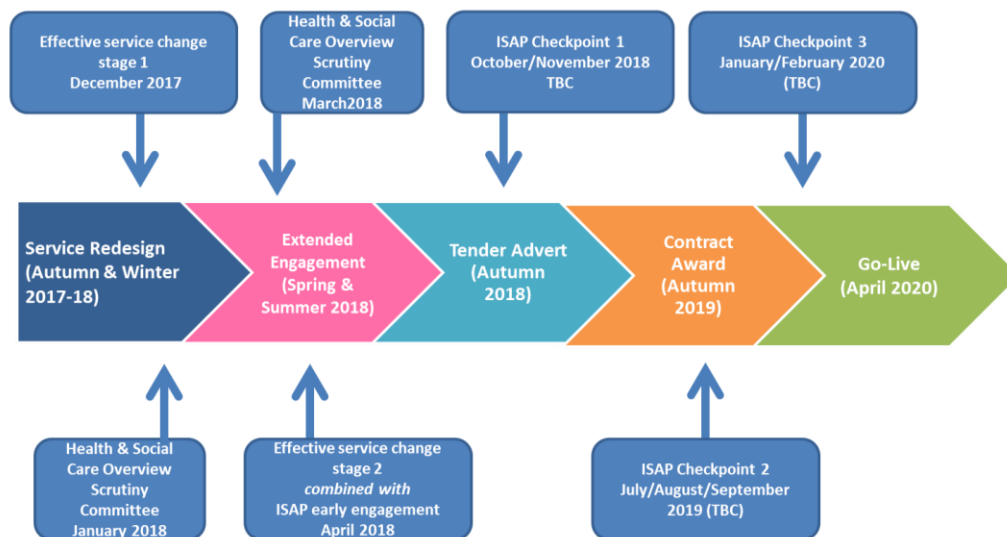 Effective service change
stage 1
December 2017
Health & Social
Care Overview
Scrutiny
Committee
March2018
ISAP Checkpoint 1
October/November 2018
TBC
ISAP Checkpoint 3
January/February 2020
(TBC)
Service Redesign
(Autumn & Winter
2017-18)
Extended
Engagement
(Spring &
Summer 2018)
Tender Advert
(Autumn
2018)
Contract
Award
(Autumn
2019)
Go-Live
(April 2020)
Health & Social
Care Overview
Scrutiny
Committee
January 2018
Effective service change
stage 2
combined with
ISAP early engagement
April 2018
ISAP Checkpoint 2
July/August/September
2019 (TBC)